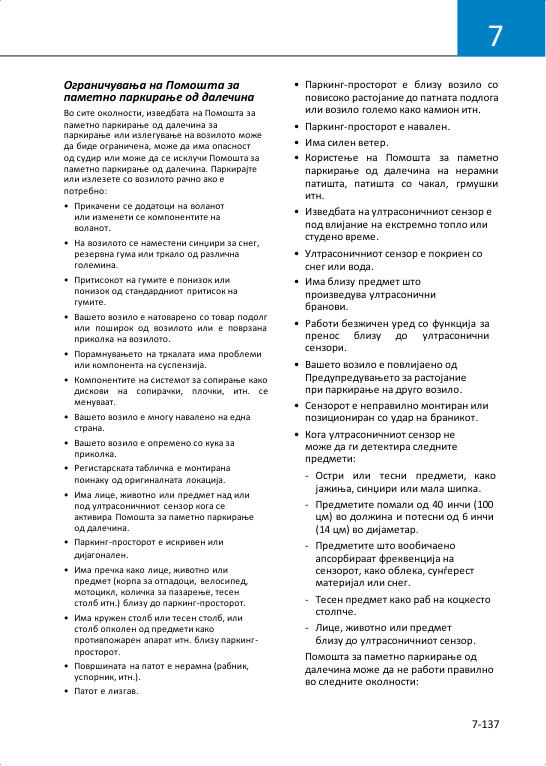 7
Ограничувања на Помошта за
паметно паркирање од далечина
Во сите околности, изведбата на Помошта за
паметно паркирање од далечина за
паркирање или излегување на возилото може
да биде ограничена, може да има опасност
од судир или може да се исклучи Помошта за
паметно паркирање од далечина. Паркирајте
или излезете со возилото рачно ако е
потребно:
• Прикачени се додатоци на воланот
или изменети се компонентите на
воланот.
• На возилото се наместени синџири за снег,
резервна гума или тркало од различна
големина.
• Притисокот на гумите е понизок или
понизок од стандардниот притисок на
гумите.
• Вашето возило е натоварено со товар подолг
или поширок од возилото или е поврзана
приколка на возилото.
• Порамнувањето на тркалата има проблеми
или компонента на суспензија.
• Компонентите на системот за сопирање како
дискови на сопирачки, плочки, итн. се
менуваат.
• Вашето возило е многу навалено на една
страна.
• Вашето возило е опремено со кука за
приколка.
• Регистарската табличка е монтирана
поинаку од оригиналната локација.
• Има лице, животно или предмет над или
под ултрасоничниот сензор кога се
активира Помошта за паметно паркирање
од далечина.
• Паркинг-просторот е искривен или
дијагонален.
• Има пречка како лице, животно или
предмет (корпа за отпадоци, велосипед,
мотоцикл, количка за пазарење, тесен
столб итн.) близу до паркинг-просторот.
• Има кружен столб или тесен столб, или
столб опколен од предмети како
противпожарен апарат итн. близу паркинг-
просторот.
• Површината на патот е нерамна (рабник,
успорник, итн.).
• Патот е лизгав.
• Паркинг-просторот е близу возило со
повисоко растојание до патната подлога
или возило големо како камион итн.
• Паркинг-просторот е навален.
• Има силен ветер.
• Користење на Помошта за паметно
паркирање од далечина на нерамни
патишта, патишта со чакал, грмушки
итн.
• Изведбата на ултрасоничниот сензор е
под влијание на екстремно топло или
студено време.
• Ултрасоничниот сензор е покриен со
снег или вода.
• Има близу предмет што
произведува ултрасонични
бранови.
• Работи безжичен уред со функција за
пренос близу до ултрасонични
сензори.
• Вашето возило е повлијаено од
Предупредувањето за растојание
при паркирање на друго возило.
• Сензорот е неправилно монтиран или
позициониран со удар на браникот.
• Кога ултрасоничниот сензор не
може да ги детектира следните
предмети:
- Остри или тесни предмети, како
јажиња, синџири или мала шипка.
- Предметите помали од 40 инчи (100
цм) во должина и потесни од 6 инчи
(14 цм) во дијаметар.
- Предметите што вообичаено
апсорбираат фреквенција на
сензорот, како облека, сунѓерест
материјал или снег.
- Тесен предмет како раб на коцкесто
столпче.
- Лице, животно или предмет
близу до ултрасоничниот сензор.
Помошта за паметно паркирање од
далечина може да не работи правилно
во следните околности:
7-137